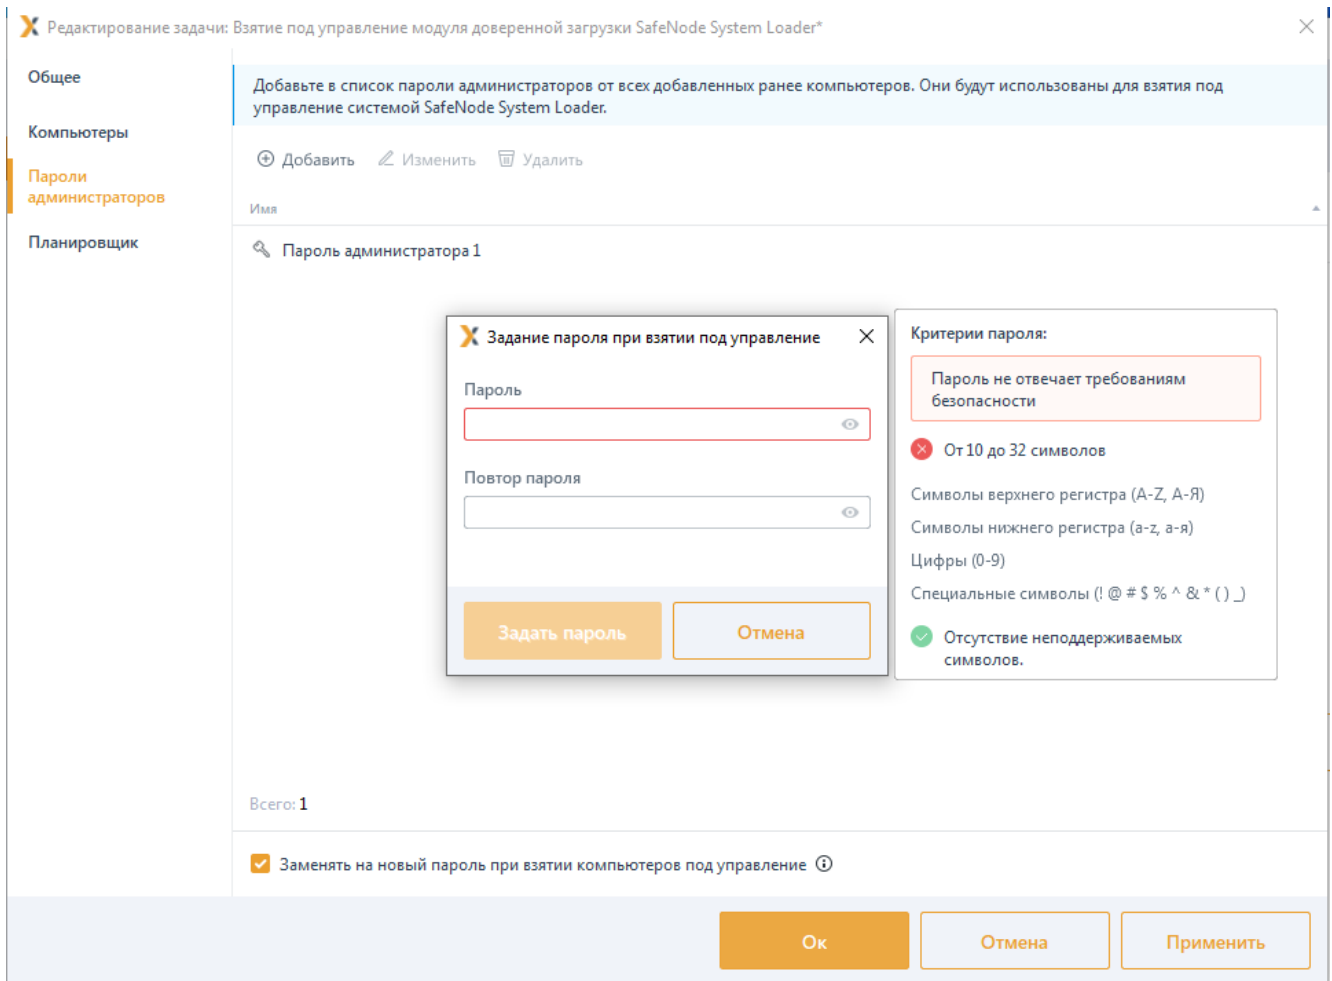 Редактирование задачи: Взятие под управление модуля доверенной загрузки SafeNode System Loader*
Общее
Компьютеры
Пароли
администраторов
Планировщик
Добавьте в список пароли администраторов от всех добавленных ранее компьютеров. Они будут использованы для взятия под
управление системой SafeNode System Loader.
Добавить Изменить Удалить
Имя
Пароль администратора 1
Задание пароля при взятии под управление
Пароль
Повтор пароля
Задать пароль Отмена
Критерии пароля:
Пароль не отвечает требованиям
безопасности
От 10 до 32 символов
Символы верхнего регистра (A-Z, А-Я)
Символы нижнего регистра (a-z, а-я)
Цифры (0-9)
Специальные символы (! @ # $ % ^ & * ( ) _)
Отсутствие неподдерживаемых
символов.
Всего: 1
Заменять на новый пароль при взятии компьютеров под управление
Ок Отмена Применить